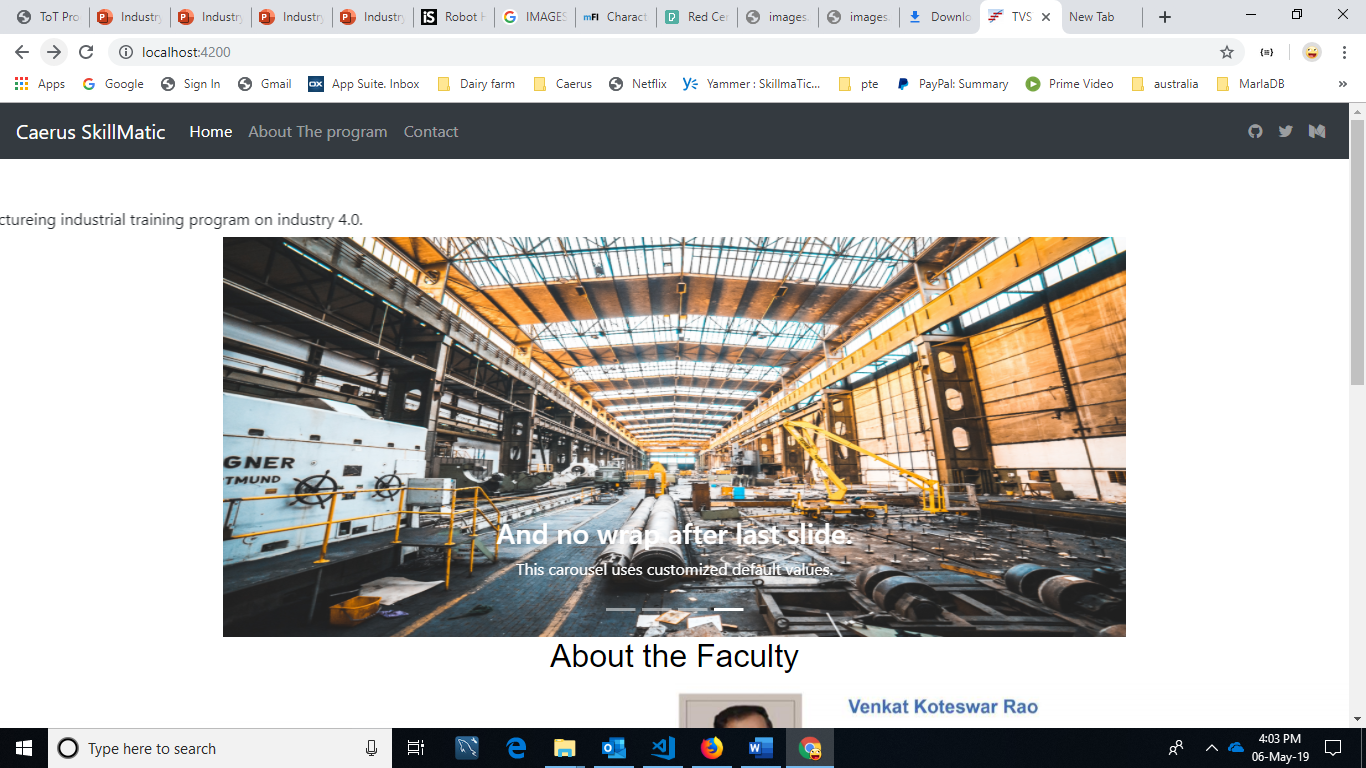 ToT Pro
Industry
Industry
Industry
Industry
iS Robot H
IMAGES
mFI Charact
Red Cer
images.
images.
Downlo
TVS
New Tab
localhost:4200
Apps
Google
Sign In
Gmail
OX App Suite. Inbox
Dairy farm
Caerus
Netflix
Yammer : SkillmaTic...
pte
PayPal: Summary
Prime Video
australia
MarlaDB
»
Caerus SkillMatic
Home
About The program
Contact
ctureing industrial training program on industry 4.0.
GNER
TMUND
And no wrap after last slide.
This carousel uses customized default values.
About the Faculty
Venkat Koteswar Rao
Type here to search
4:03 PM
06-May-19